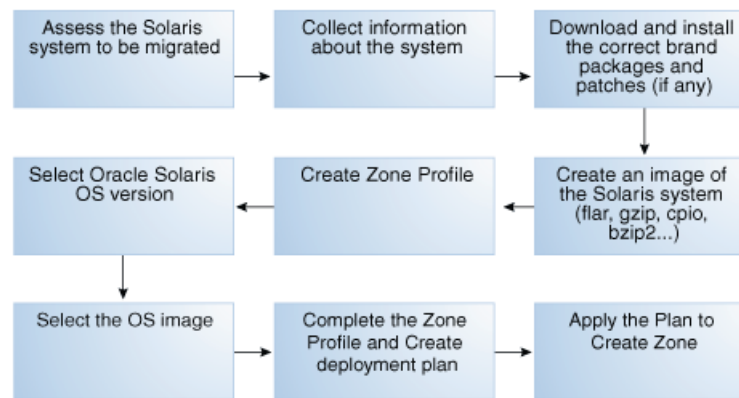 Assess the Solaris
system to be migrated
Collect information
about the system
Download and install
the correct brand
packages and
patches (if any)
Create an image of
the Solaris system
(flar, gzip, cpio,
bzip2...)
Create Zone Profile
Select Oracle Solaris
OS version
Select the OS image
Complete the Zone
Profile and Create
deployment plan
Apply the Plan to
Create Zone